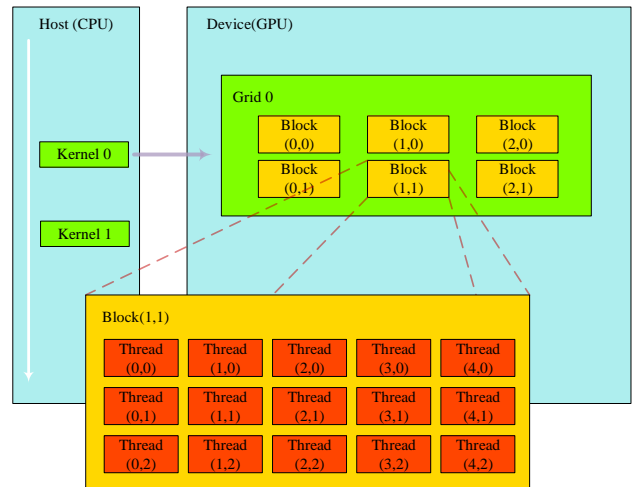 Host (CPU)
Device(GPU)
Grid 0
Block
(0,0)
Block
(1,0)
Block
(2,0)
Kernel 0
Block
(0,1)
Block
(1,1)
Block
(2,1)
Kernel 1
Block(1,1)
Thread
(0,0)
Thread
(1,0)
Thread
(2,0)
Thread
(3,0)
Thread
(4,0)
Thread
(0,1)
Thread
(1,1)
Thread
(2,1)
Thread
(3,1)
Thread
(4,1)
Thread
(0,2)
Thread
(1,2)
Thread
(2,2)
Thread
(3,2)
Thread
(4,2)